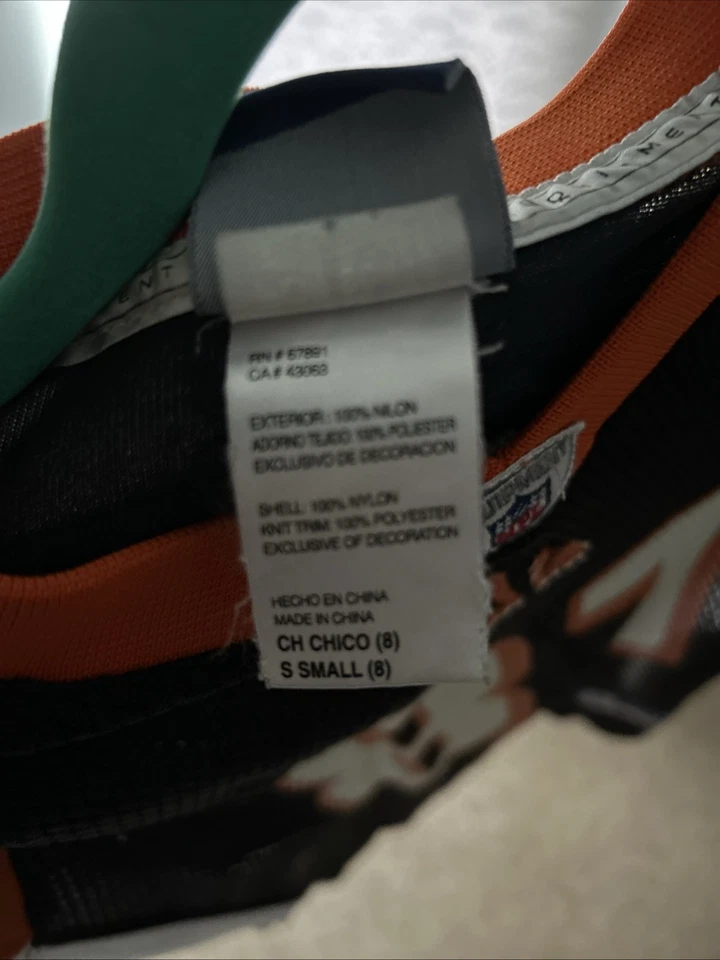 RN # 67891
CA # 43063
EXTERIOR: 100% NILON
ADORNO TEJIDO: 100% POLIESTER
EXCLUSIVO DE DECORACION
SHELL: 100% NYLON
KNIT TRIM: 100% POLYESTER
EXCLUSIVE OF DECORATION
HECHO EN CHINA
MADE IN CHINA
CH CHICO (8)
S SMALL (8)